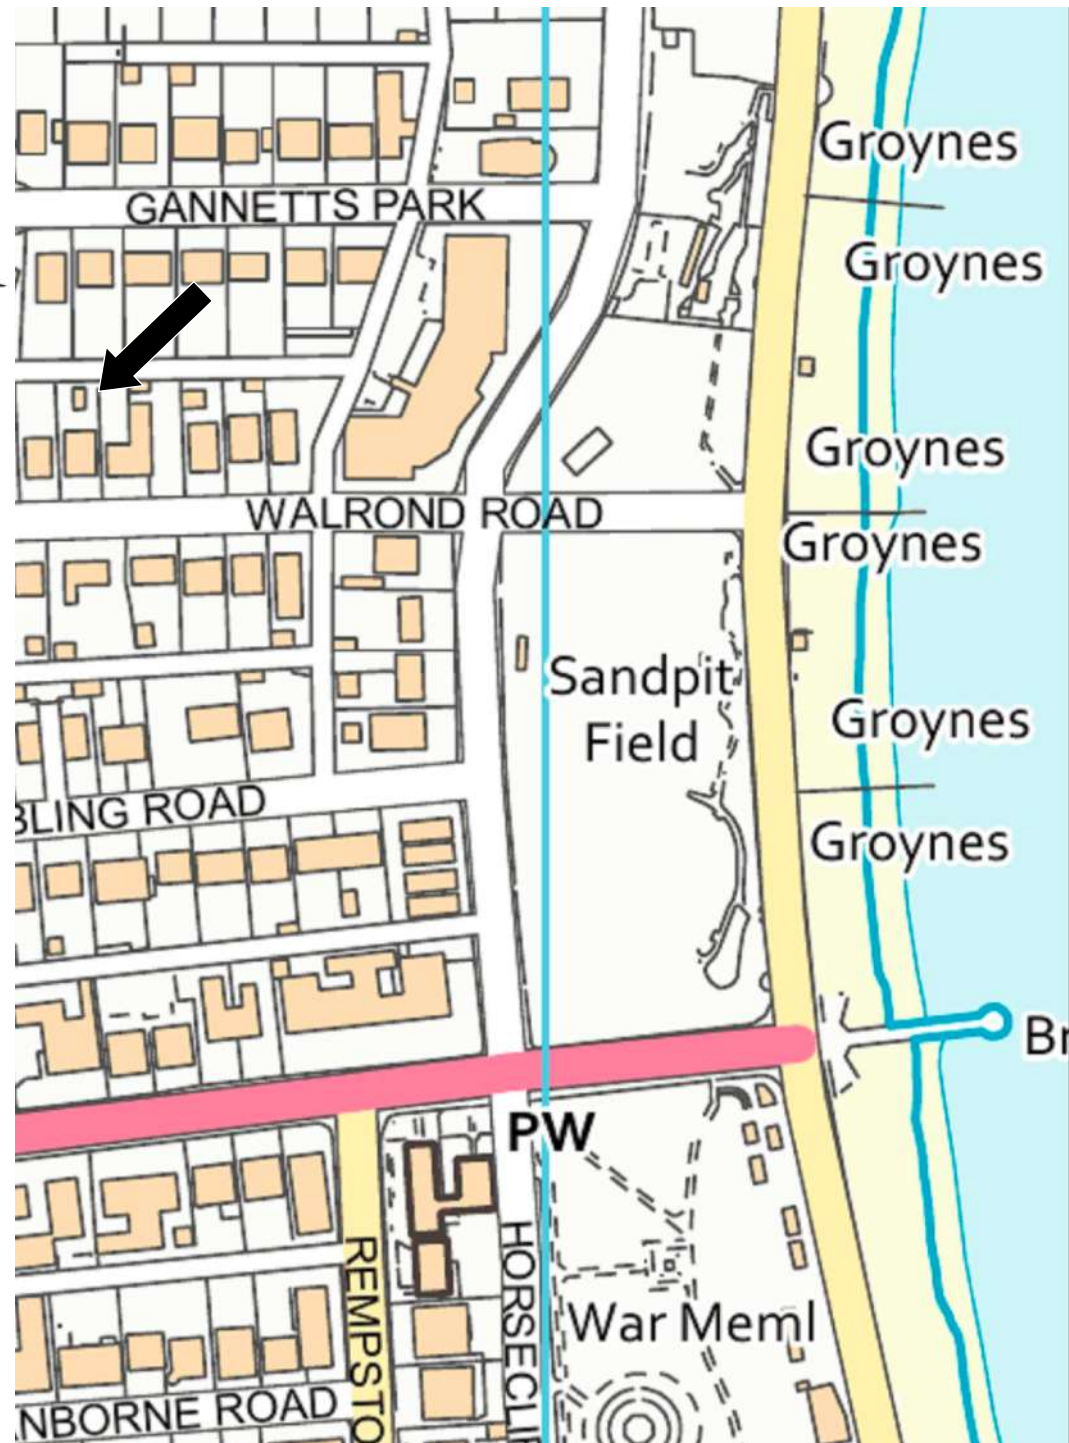 Groynes
GANNETTS PARK
Groynes
Groynes
WALROND ROAD
Groynes
Sandpit
Field
Groynes
BLING ROAD
Groynes
Br
PW
REMPSTO
HORSECLIF
War Meml
NBORNE ROAD